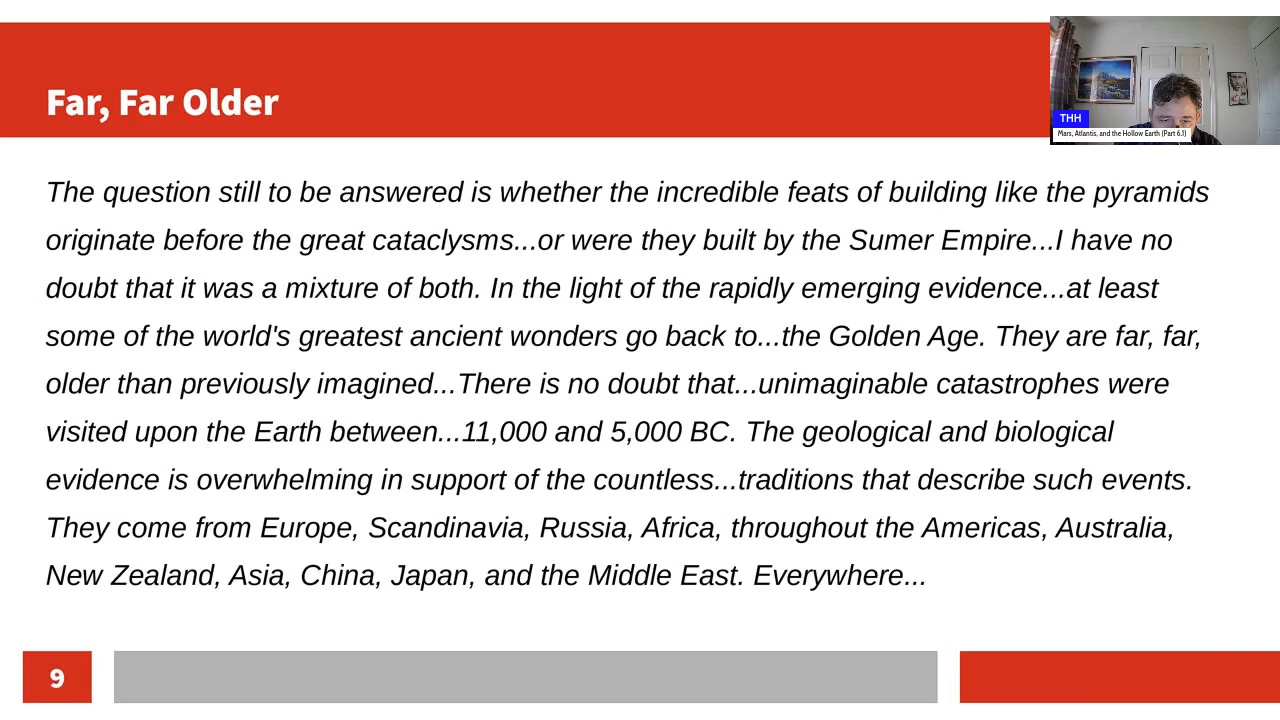 Far, Far Older
THH
Mars, Atlantis, and the Hollow Earth (Part 6.1)
The question still to be answered is whether the incredible feats of building like the pyramids
originate before the great cataclysms...or were they built by the Sumer Empire...I have no
doubt that it was a mixture of both. In the light of the rapidly emerging evidence...at least
some of the world's greatest ancient wonders go back to...the Golden Age. They are far, far,
older than previously imagined...There is no doubt that...unimaginable catastrophes were
visited upon the Earth between...11,000 and 5,000 BC. The geological and biological
evidence is overwhelming in support of the countless...traditions that describe such events.
They come from Europe, Scandinavia, Russia, Africa, throughout the Americas, Australia,
New Zealand, Asia, China, Japan, and the Middle East. Everywhere...
9